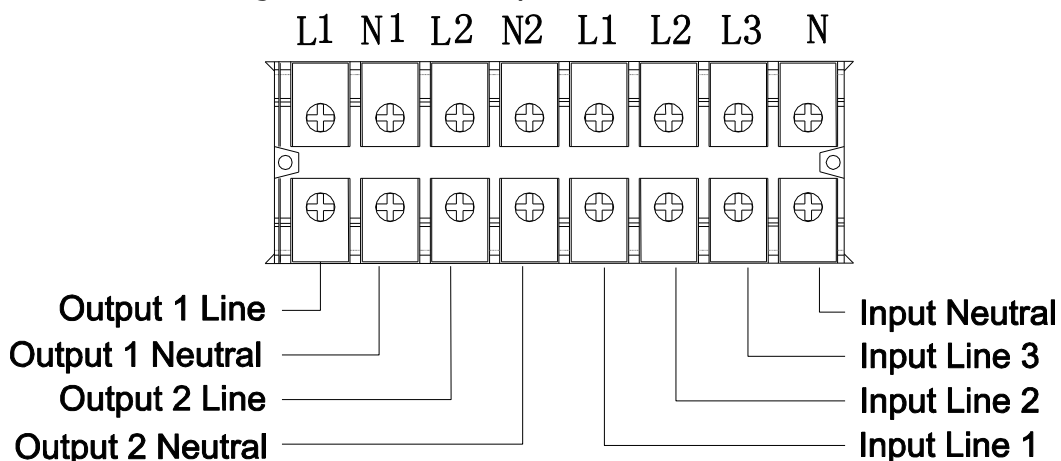 L1 N1 L2 N2 L1 L2 L3 N
Output 1 Line
Output 1 Neutral
Output 2 Line
Output 2 Neutral
Input Neutral
Input Line 3
Input Line 2
Input Line 1